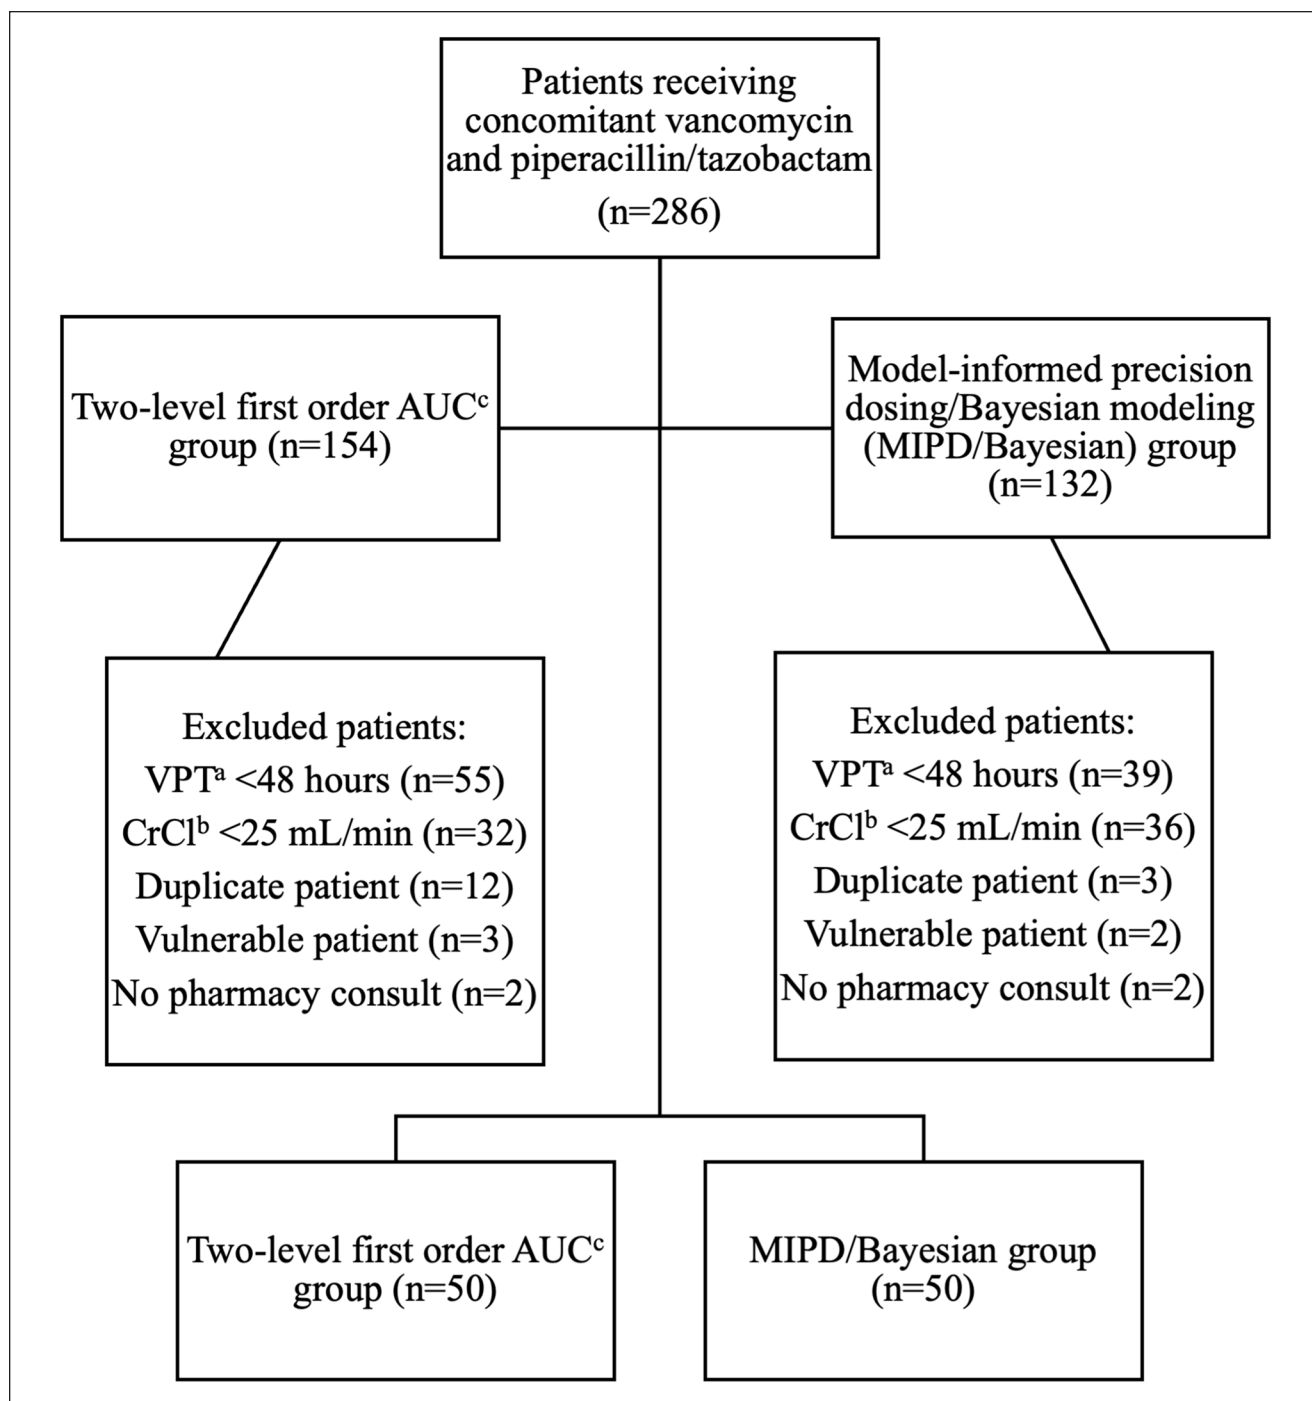 Patients receiving
concomitant vancomycin
and piperacillin/tazobactam
(n=286)
Two-level first order AUCᶜ
group (n=154)
Model-informed precision
dosing/Bayesian modeling
(MIPD/Bayesian) group
(n=132)
Excluded patients:
VPTᵃ <48 hours (n=55)
CrClᵇ <25 mL/min (n=32)
Duplicate patient (n=12)
Vulnerable patient (n=3)
No pharmacy consult (n=2)
Excluded patients:
VPTᵃ <48 hours (n=39)
CrClᵇ <25 mL/min (n=36)
Duplicate patient (n=3)
Vulnerable patient (n=2)
No pharmacy consult (n=2)
Two-level first order AUCᶜ
group (n=50)
MIPD/Bayesian group
(n=50)